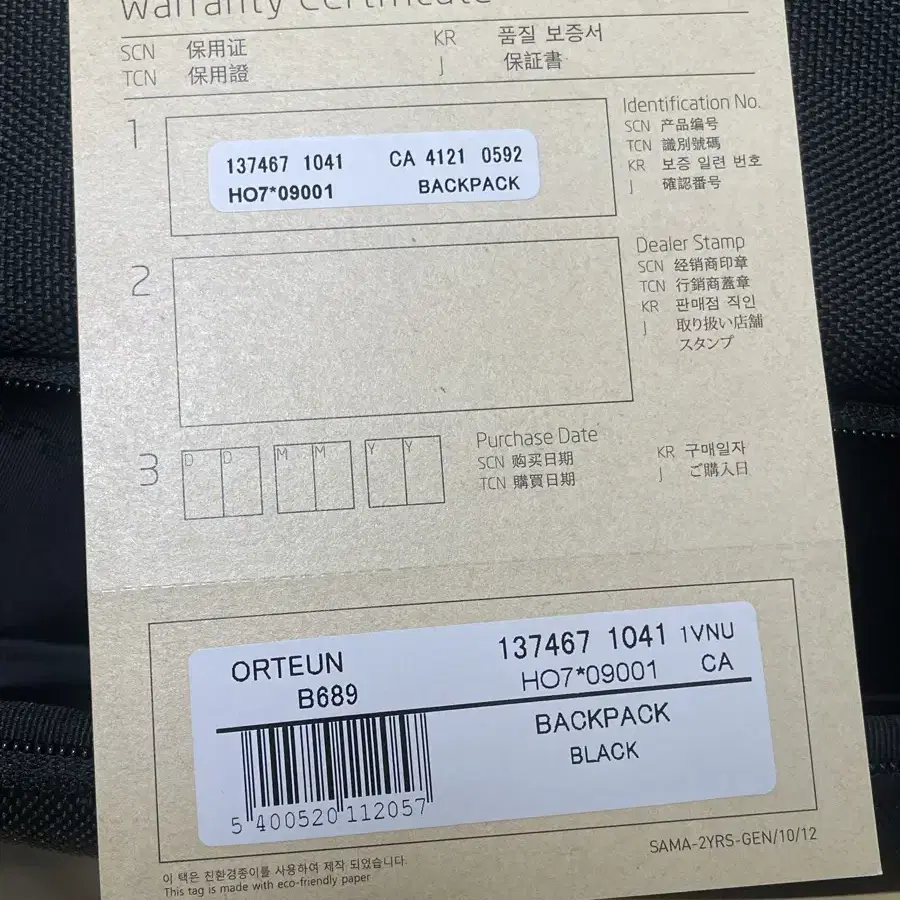 Warranty Certificate
SCN 保用证 KR 품질 보증서
TCN 保用證 J 保証書
1
137467 1041 CA 4121 0592
HO7*09001 BACKPACK
Identification No.
SCN 产品编号
TCN 識別號碼
KR 보증 일련 번호
J 確認番号
2
Dealer Stamp
SCN 经销商印章
TCN 行銷商蓋章
KR 판매점 직인
J 取り扱い店舗
スタンプ
3
D D M M Y Y
Purchase Date
SCN 购买日期 KR 구매일자
TCN 購買日期 J ご購入日
ORTEUN 137467 1041 1VNU
B689 HO7*09001 CA
BACKPACK
BLACK
5 400520 112057
SAMA-2YRS-GEN/10/12
이 택은 친환경종이를 사용하여 제작 되었습니다.
This tag is made with eco-friendly paper